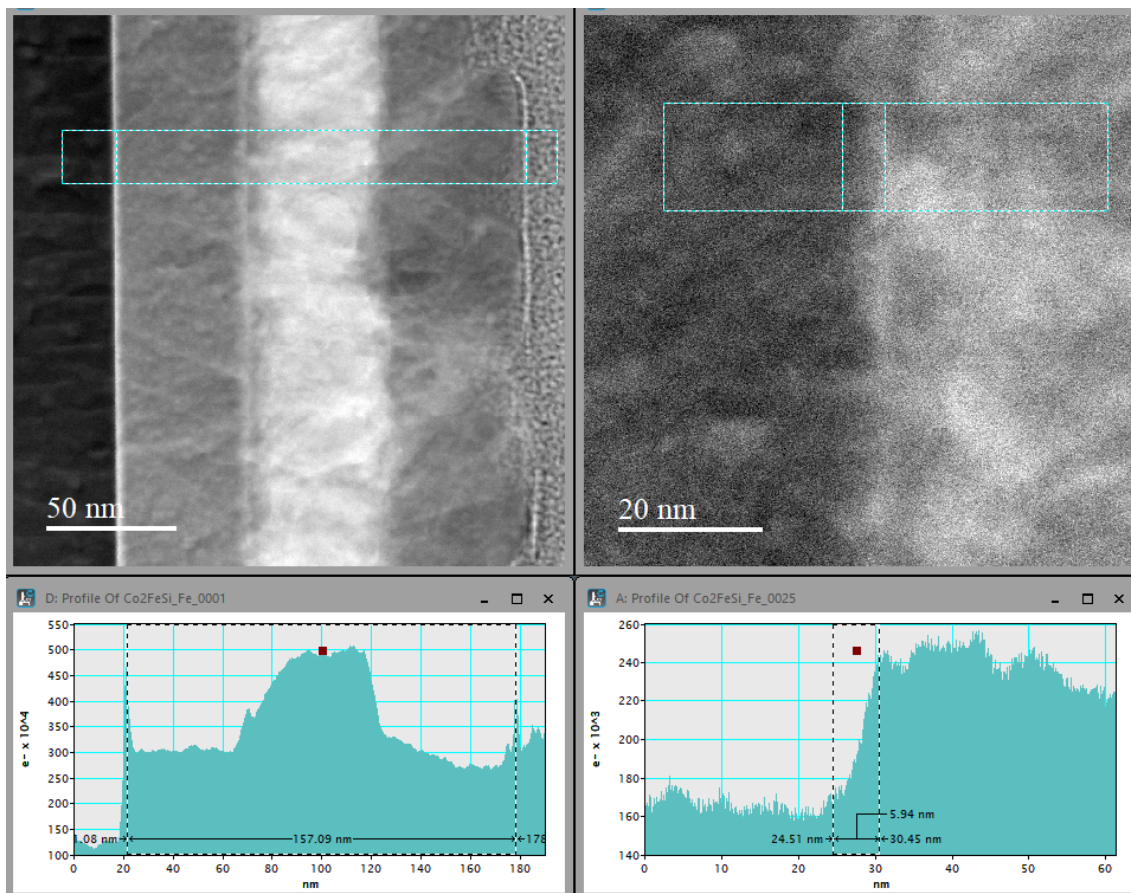 50 nm
20 nm
D: Profile Of Co2FeSi_Fe_0001
A: Profile Of Co2FeSi_Fe_0025
e- x 10^4
550
500
450
400
350
300
250
200
150
100
1.08 nm
157.09 nm
178
0
20
40
60
80
100
120
140
160
180
nm
e- x 10^3
260
240
220
200
180
160
140
5.94 nm
24.51 nm
30.45 nm
0
10
20
30
40
50
60
nm